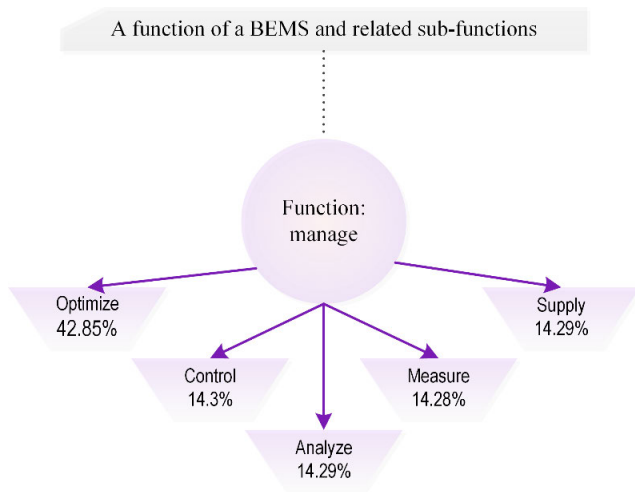 A function of a BEMS and related sub-functions
Function:
manage
Optimize
42.85%
Supply
14.29%
Control
14.3%
Measure
14.28%
Analyze
14.29%